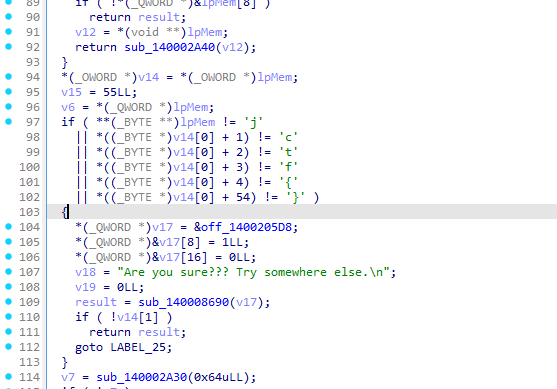 89 if ( !*(_QWORD *)&lpMem[8] )
90 return result;
91 v12 = *(void **)lpMem;
92 return sub_140002A40(v12);
93 }
94 *(_OWORD *)v14 = *(_OWORD *)lpMem;
95 v15 = 55LL;
96 v6 = *(_QWORD *)lpMem;
97 if ( **(_BYTE **)lpMem != 'j'
98 || *((_BYTE *)v14[0] + 1) != 'c'
99 || *((_BYTE *)v14[0] + 2) != 't'
100 || *((_BYTE *)v14[0] + 3) != 'f'
101 || *((_BYTE *)v14[0] + 4) != '{'
102 || *((_BYTE *)v14[0] + 54) != '}' )
103 {
104 *(_QWORD *)v17 = &off_1400205D8;
105 *(_QWORD *)&v17[8] = 1LL;
106 *(_QWORD *)&v17[16] = 0LL;
107 v18 = "Are you sure??? Try somewhere else.\n";
108 v19 = 0LL;
109 result = sub_140008690(v17);
110 if ( !v14[1] )
111 return result;
112 goto LABEL_25;
113 }
114 v7 = sub_140002A30(0x64uLL);